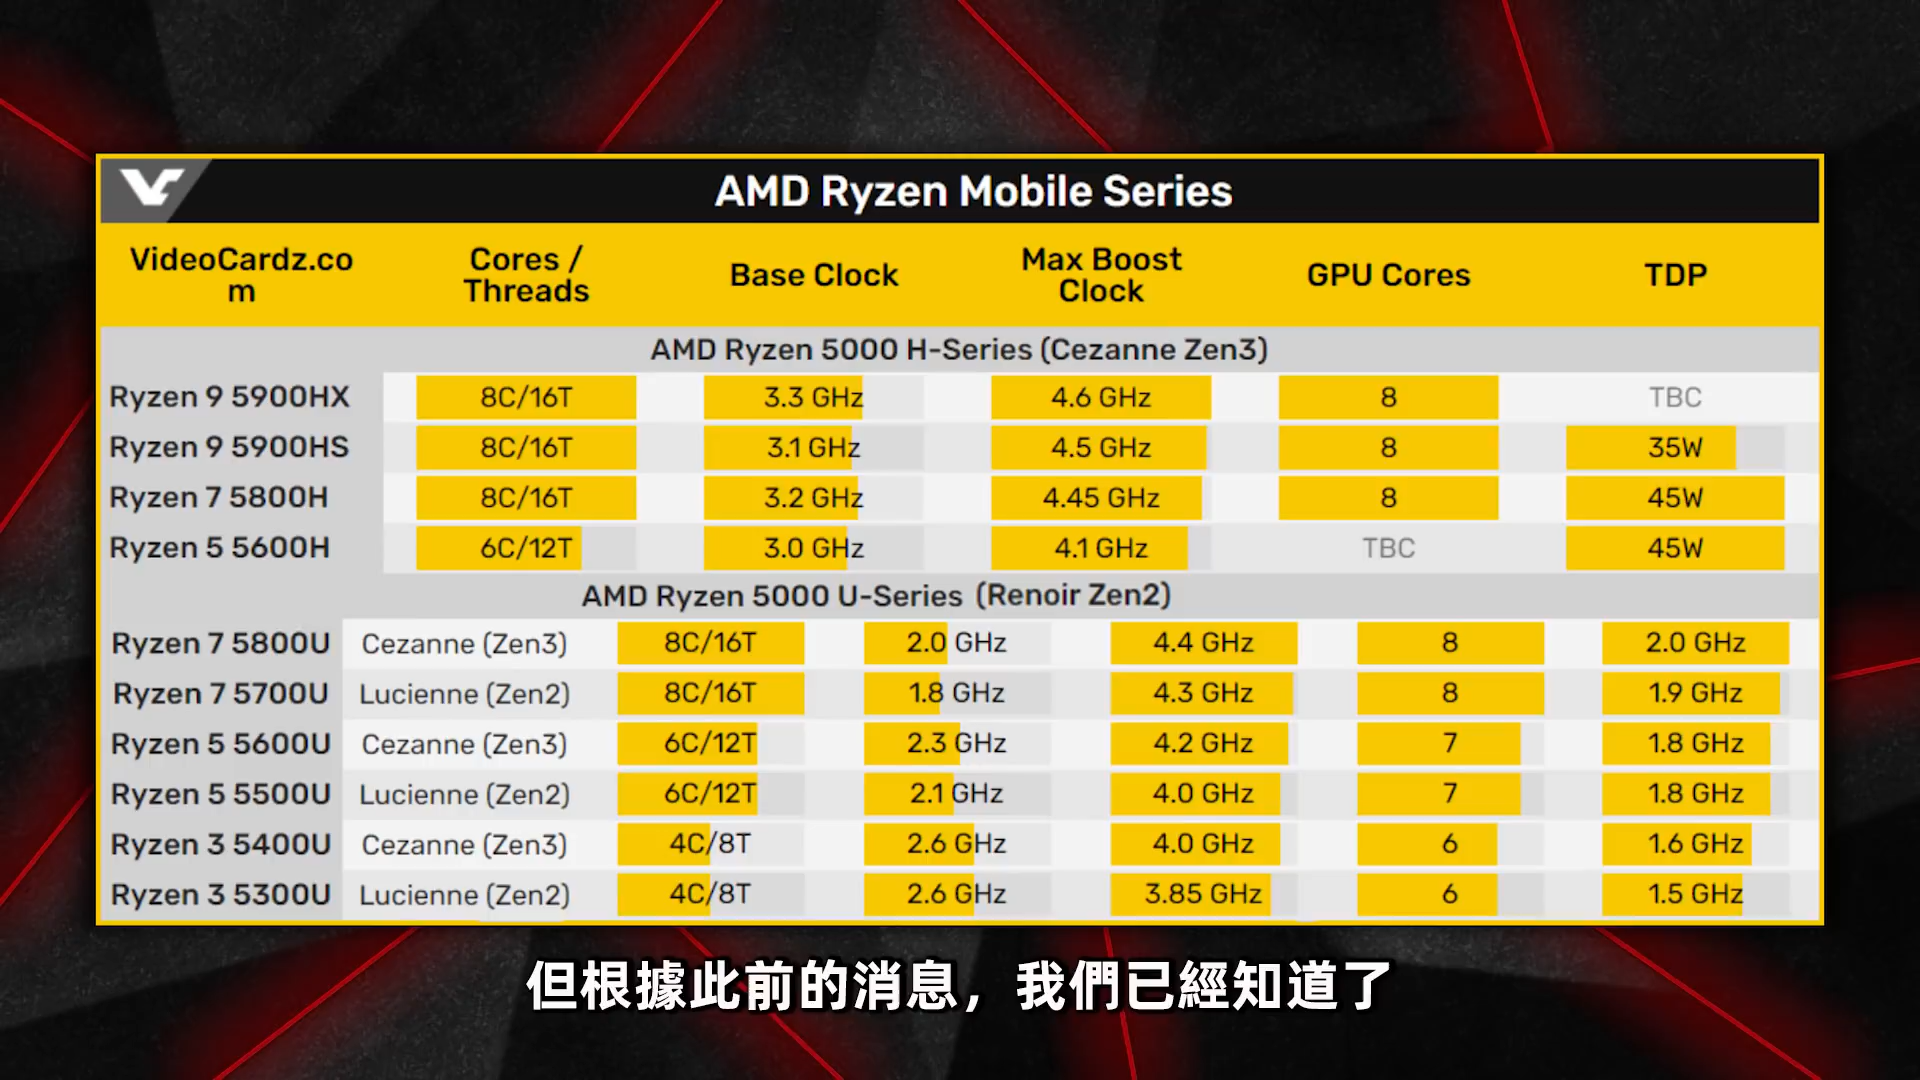 AMD Ryzen Mobile Series
VideoCardz.co
m
Cores /
Threads
Base Clock
Max Boost
Clock
GPU Cores
TDP
AMD Ryzen 5000 H-Series (Cezanne Zen3)
Ryzen 9 5900HX 8C/16T 3.3 GHz 4.6 GHz 8 TBC
Ryzen 9 5900HS 8C/16T 3.1 GHz 4.5 GHz 8 35W
Ryzen 7 5800H 8C/16T 3.2 GHz 4.45 GHz 8 45W
Ryzen 5 5600H 6C/12T 3.0 GHz 4.1 GHz TBC 45W
AMD Ryzen 5000 U-Series (Renoir Zen2)
Ryzen 7 5800U Cezanne (Zen3) 8C/16T 2.0 GHz 4.4 GHz 8 2.0 GHz
Ryzen 7 5700U Lucienne (Zen2) 8C/16T 1.8 GHz 4.3 GHz 8 1.9 GHz
Ryzen 5 5600U Cezanne (Zen3) 6C/12T 2.3 GHz 4.2 GHz 7 1.8 GHz
Ryzen 5 5500U Lucienne (Zen2) 6C/12T 2.1 GHz 4.0 GHz 7 1.8 GHz
Ryzen 3 5400U Cezanne (Zen3) 4C/8T 2.6 GHz 4.0 GHz 6 1.6 GHz
Ryzen 3 5300U Lucienne (Zen2) 4C/8T 2.6 GHz 3.85 GHz 6 1.5 GHz
但根據此前的消息，我們已經知道了